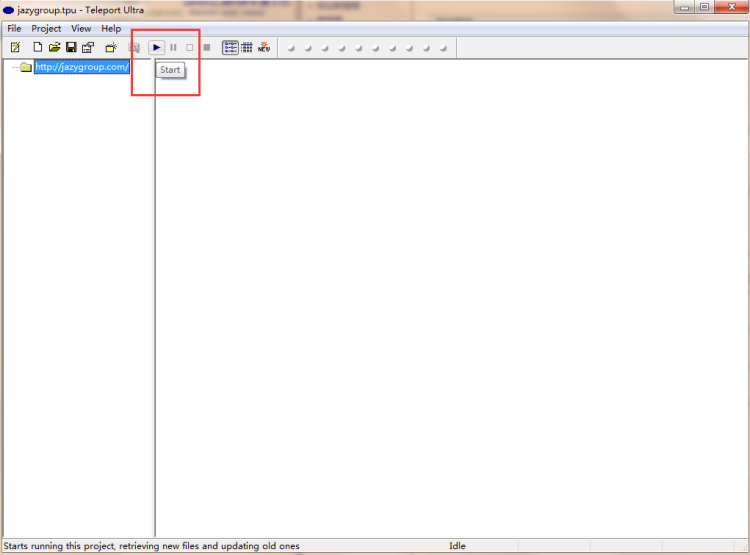 jazygroup.tpu - Teleport Ultra
File Project View Help
NEW
http://jazygroup.com/
Start
Starts running this project, retrieving new files and updating old ones
Idle